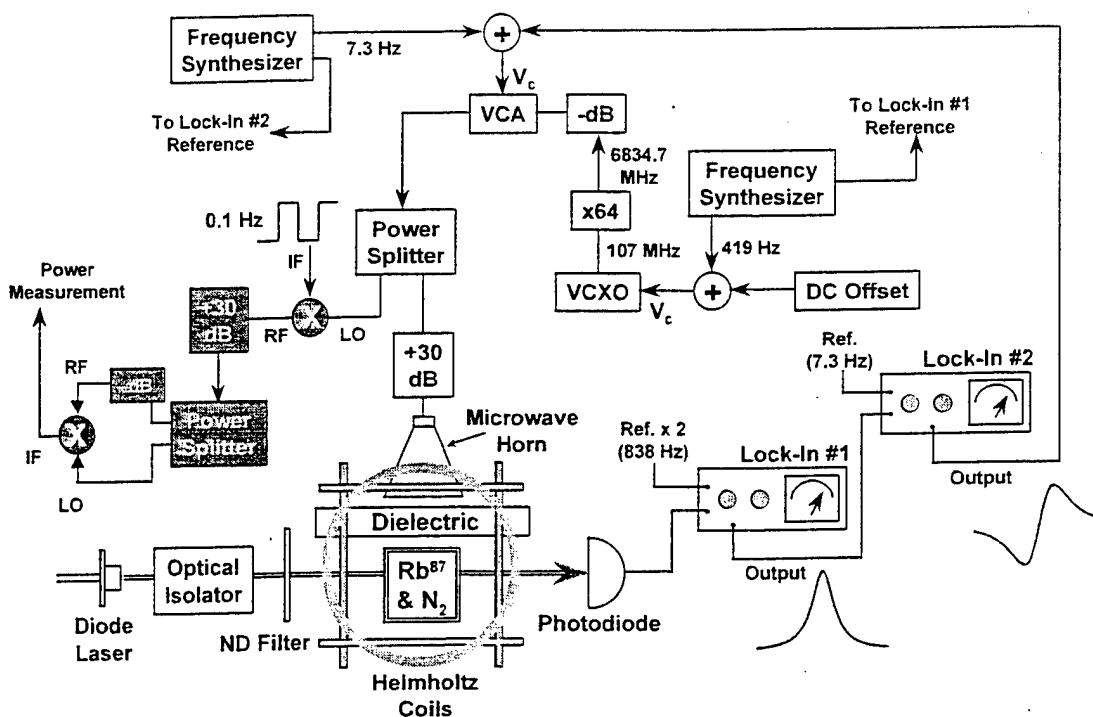 Frequency
Synthesizer
7.3 Hz
+
V_c
To Lock-In #2
Reference
VCA
-dB
To Lock-In #1
Reference
6834.7
MHz
Frequency
Synthesizer
x64
0.1 Hz
Power
Splitter
107 MHz
419 Hz
IF
Power
Measurement
VCXO
V_c
+
DC Offset
+30
dB
RF
X
LO
+30
dB
Ref.
(7.3 Hz)
Lock-In #2
RF
-dB
Microwave
Horn
X
Power
Splitter
Ref. x 2
(838 Hz)
Lock-In #1
IF
Output
LO
Dielectric
Optical
Isolator
Rb⁸⁷
& N₂
Output
Diode
Laser
ND Filter
Photodiode
Helmholtz
Coils